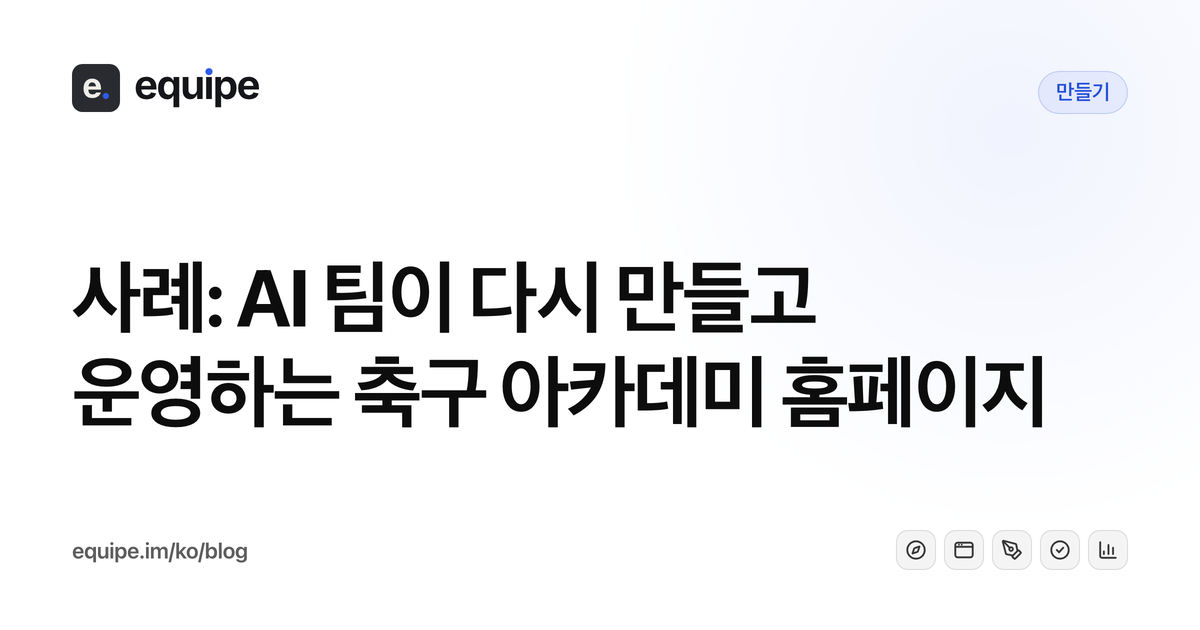 e. equipe
만들기
사례: AI 팀이 다시 만들고
운영하는 축구 아카데미 홈페이지
equipe.im/ko/blog